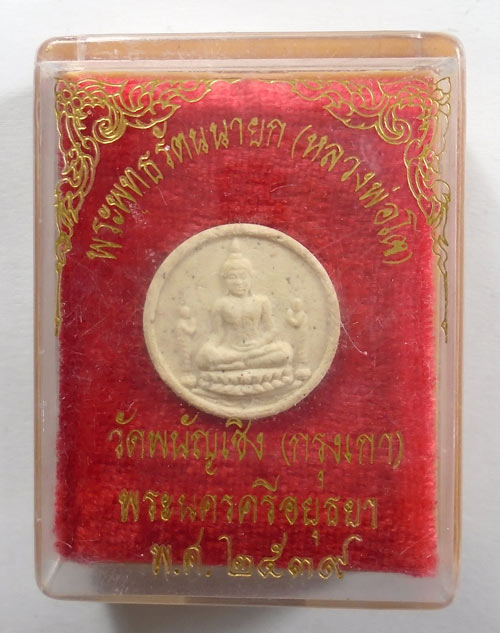 พระพุทธรัตนนายก (หลวงพ่อโต)
วัดพนัญเชิง (กรุงเก่า)
พระนครศรีอยุธยา
พ.ศ. ๒๕๓๙